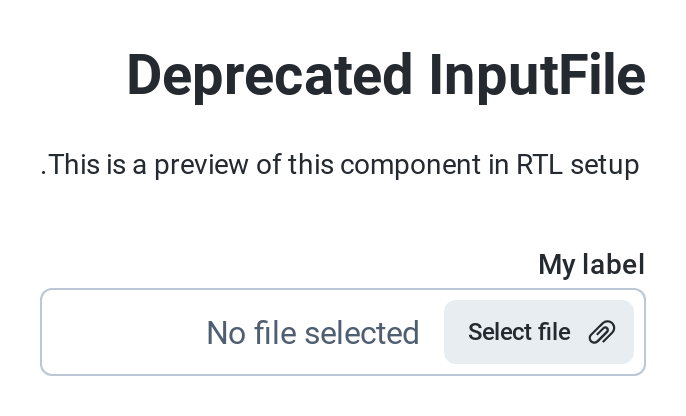 Deprecated InputFile
.This is a preview of this component in RTL setup
My label
No file selected
Select file